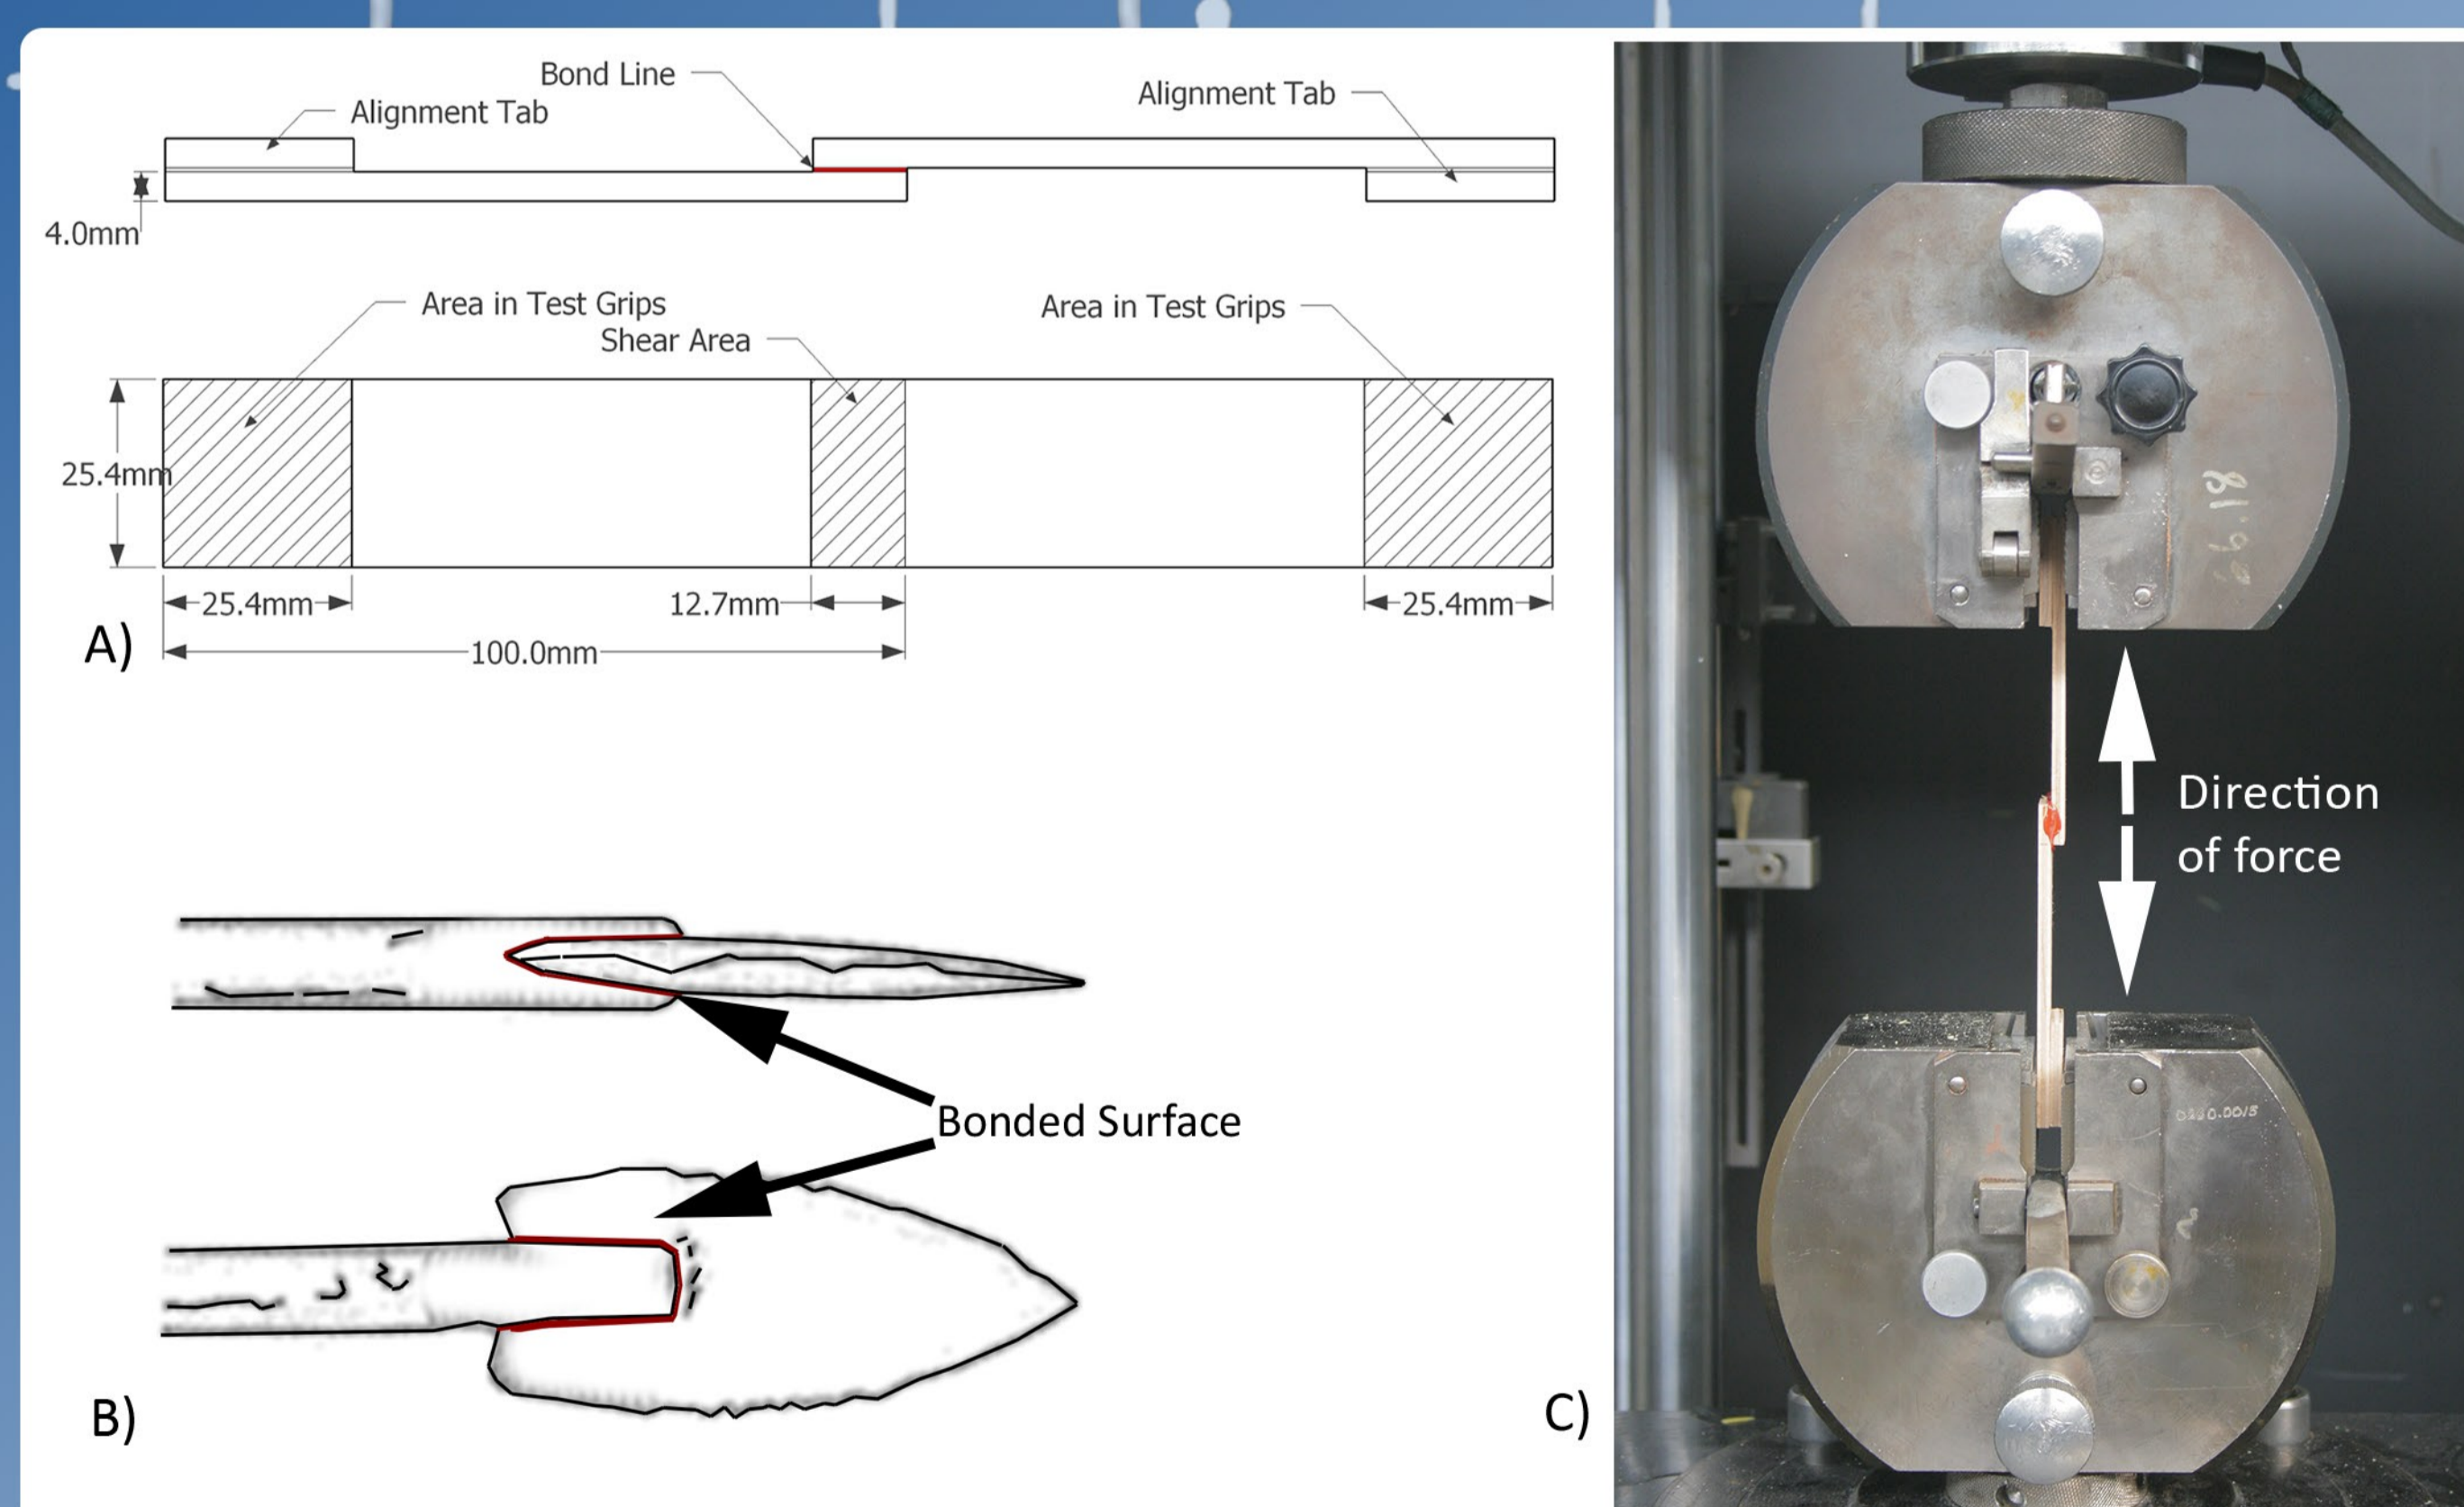 Bond Line
Alignment Tab
Alignment Tab
4.0mm
Area in Test Grips
Area in Test Grips
Shear Area
25.4mm
25.4mm
12.7mm
25.4mm
100.0mm
A)
Bonded Surface
B)
Direction
of force
C)